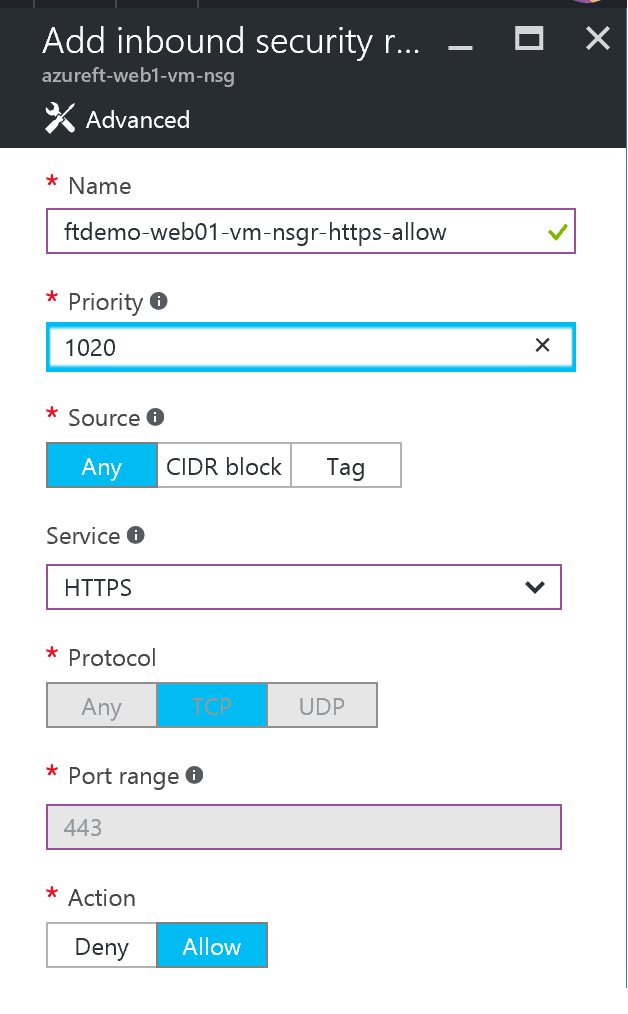 Add inbound security r...
azureft-web1-vm-nsg
Advanced
* Name
ftdemo-web01-vm-nsgr-https-allow
* Priority
1020
* Source
Any CIDR block Tag
Service
HTTPS
* Protocol
Any TCP UDP
* Port range
443
* Action
Deny Allow